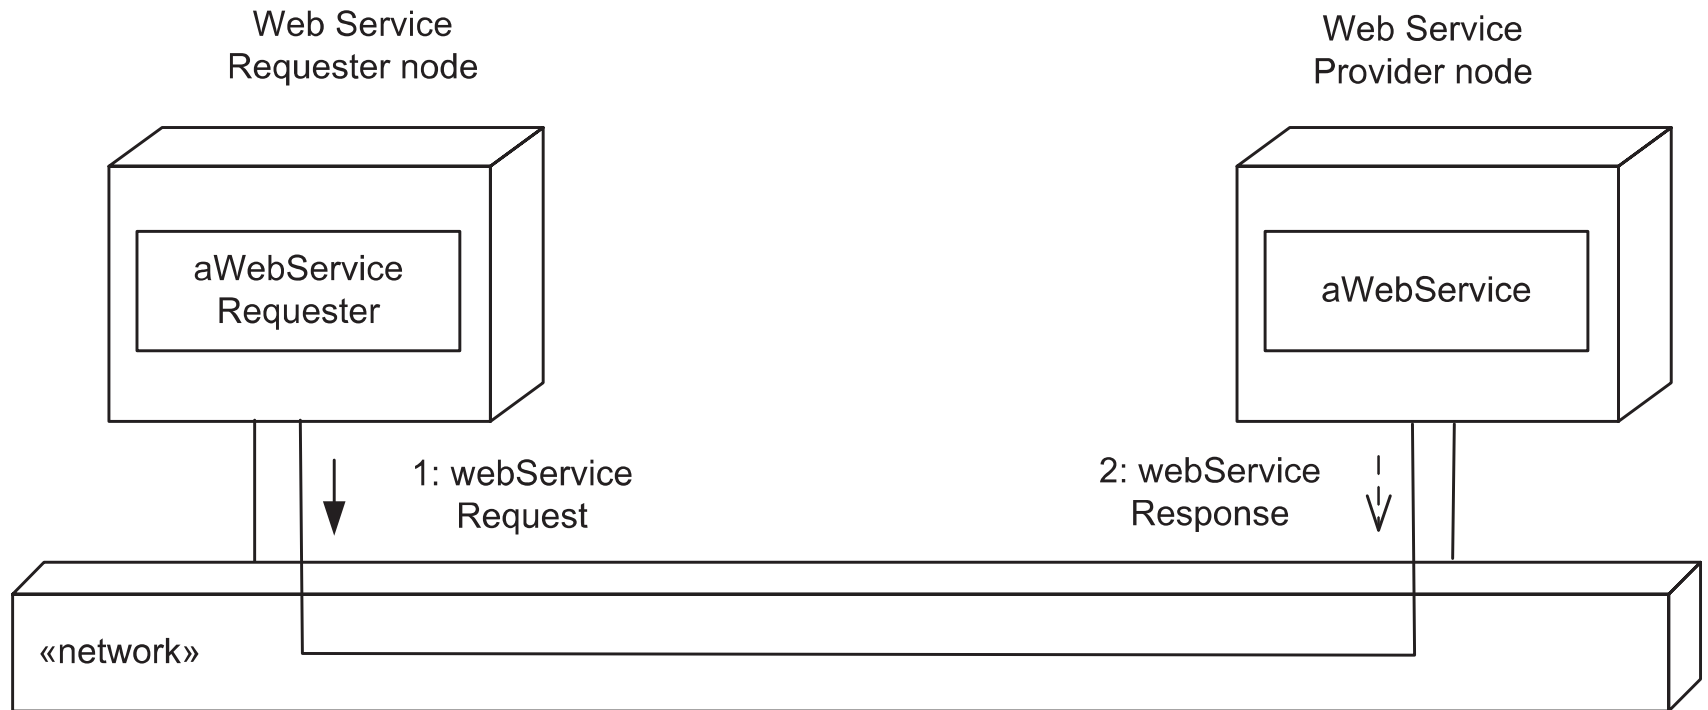 Web Service
Requester node
Web Service
Provider node
aWebService
Requester
aWebService
1: webService
Request
2: webService
Response
«network»